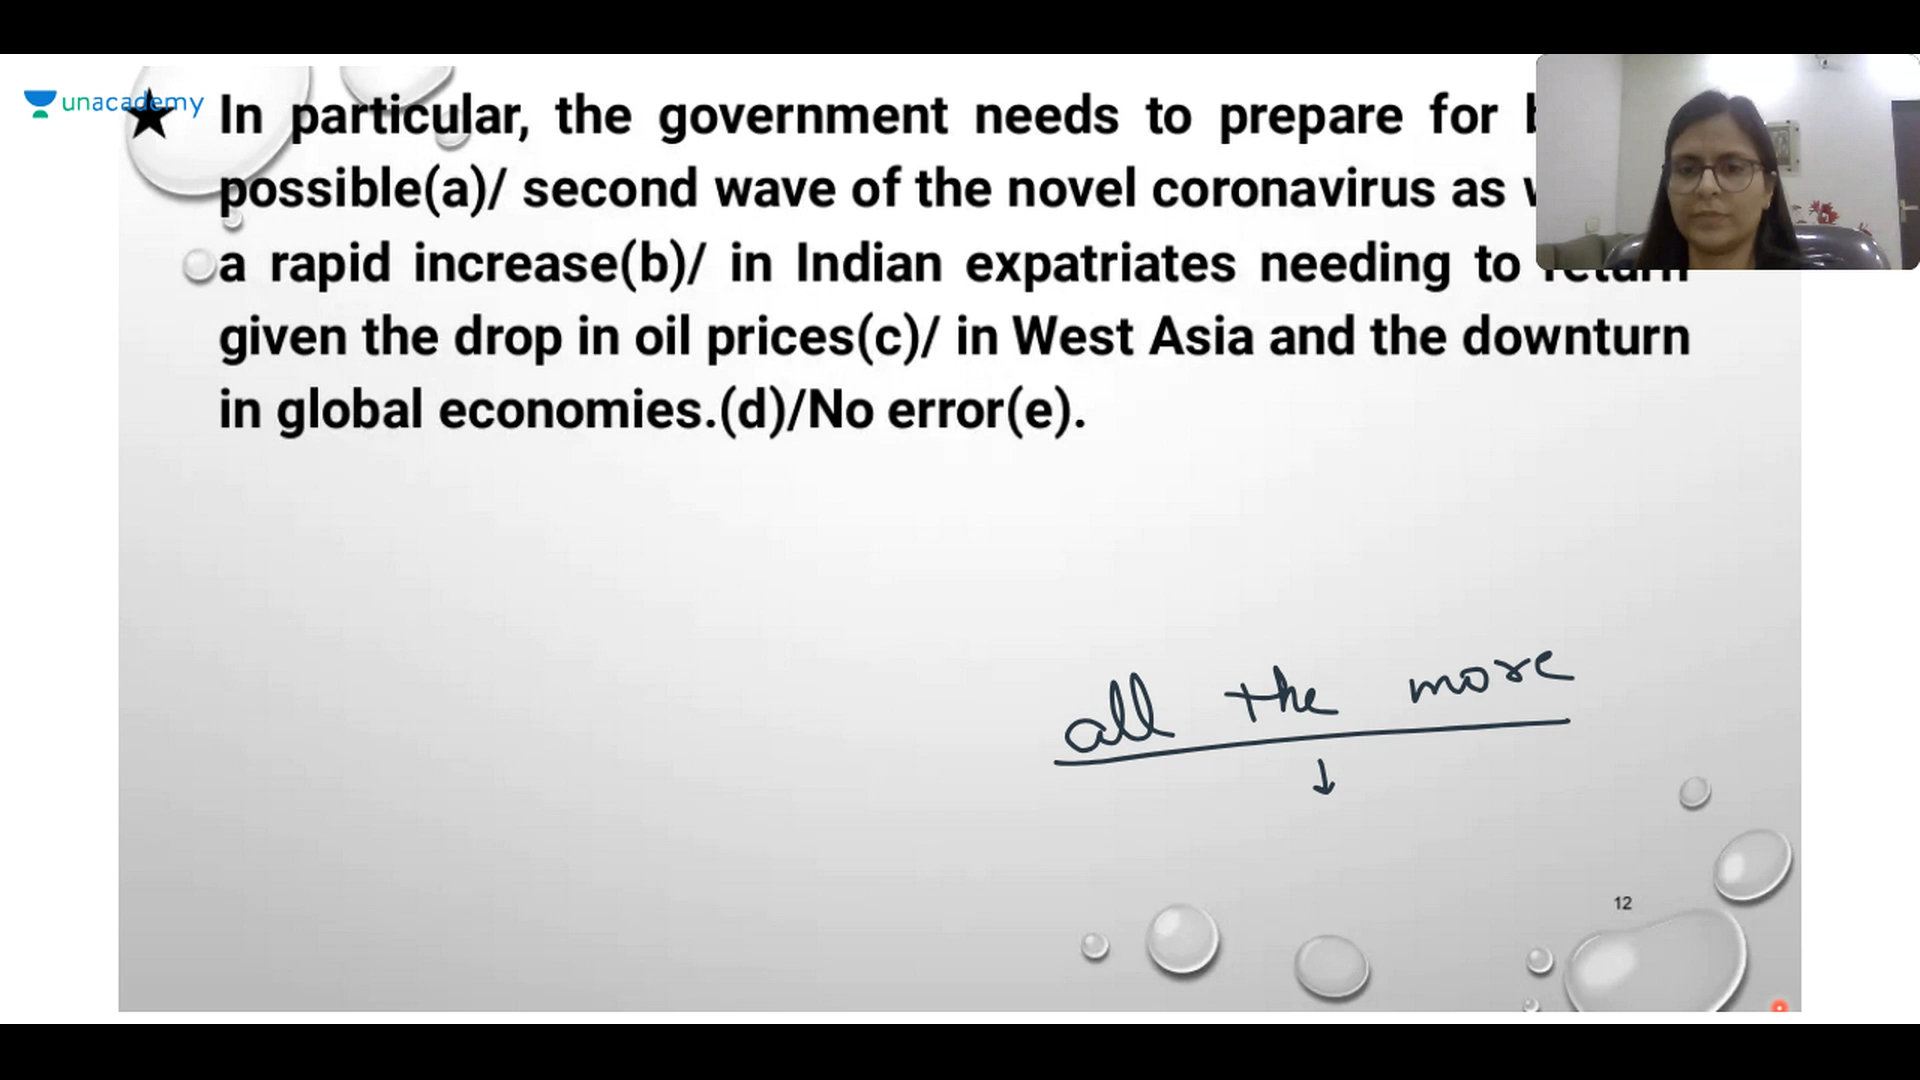 unacademy
In particular, the government needs to prepare for
possible(a)/ second wave of the novel coronavirus as
a rapid increase(b)/ in Indian expatriates needing to return
given the drop in oil prices(c)/ in West Asia and the downturn
in global economies.(d)/No error(e).
all the more
12